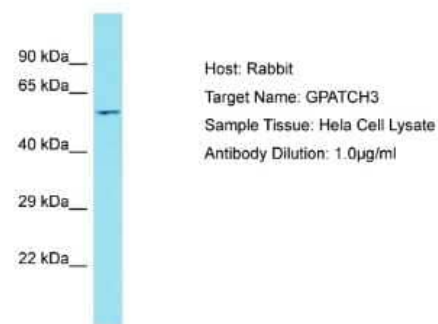 90 kDa
65 kDa
40 kDa
29 kDa
22 kDa
Host: Rabbit
Target Name: GPATCH3
Sample Tissue: Hela Cell Lysate
Antibody Dilution: 1.0µg/ml